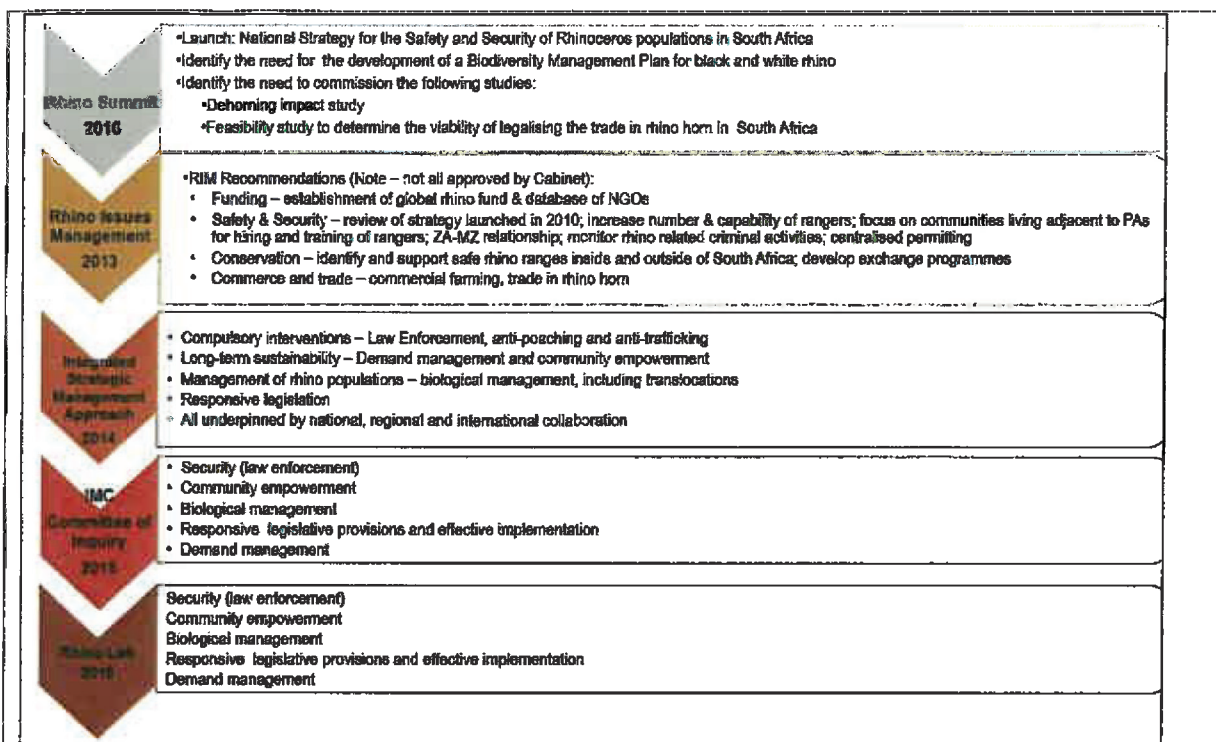 Rhino Summit
2010
•Launch: National Strategy for the Safety and Security of Rhinoceros populations in South Africa
•Identify the need for the development of a Biodiversity Management Plan for black and white rhino
•Identify the need to commission the following studies:
•Dehorning impact study
•Feasibility study to determine the viability of legalising the trade in rhino horn in South Africa
Rhino Issues
Management
2013
•RIM Recommendations (Note – not all approved by Cabinet):
• Funding – establishment of global rhino fund & database of NGOs
• Safety & Security – review of strategy launched in 2010; increase number & capability of rangers; focus on communities living adjacent to PAs
for hiring and training of rangers; ZA-MZ relationship; monitor rhino related criminal activities; centralised permitting
• Conservation – identify and support safe rhino ranges inside and outside of South Africa; develop exchange programmes
• Commerce and trade – commercial farming, trade in rhino horn
Integrated
Strategic
Management
Approach
2014
• Compulsory interventions – Law Enforcement, anti-poaching and anti-trafficking
• Long-term sustainability – Demand management and community empowerment
• Management of rhino populations – biological management, including translocations
• Responsive legislation
• All underpinned by national, regional and international collaboration
IMC
Committee of
Inquiry
2015
• Security (law enforcement)
• Community empowerment
• Biological management
• Responsive legislative provisions and effective implementation
• Demand management
Rhino Lab
Security (law enforcement)
Community empowerment
Biological management
Responsive legislative provisions and effective implementation
Demand management